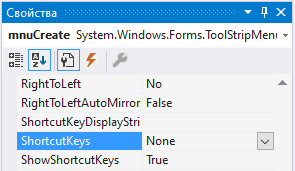 Свойства
mnuCreate System.Windows.Forms.ToolStripMenu
RightToLeft No
RightToLeftAutoMirror False
ShortcutKeyDisplayStri
ShortcutKeys None
ShowShortcutKeys True